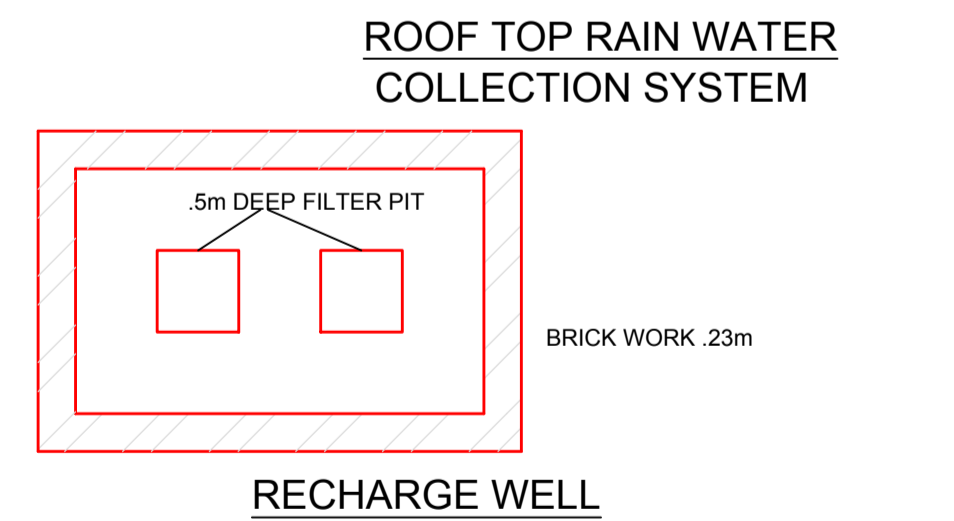 ROOF TOP RAIN WATER
COLLECTION SYSTEM
.5m DEEP FILTER PIT
BRICK WORK .23m
RECHARGE WELL